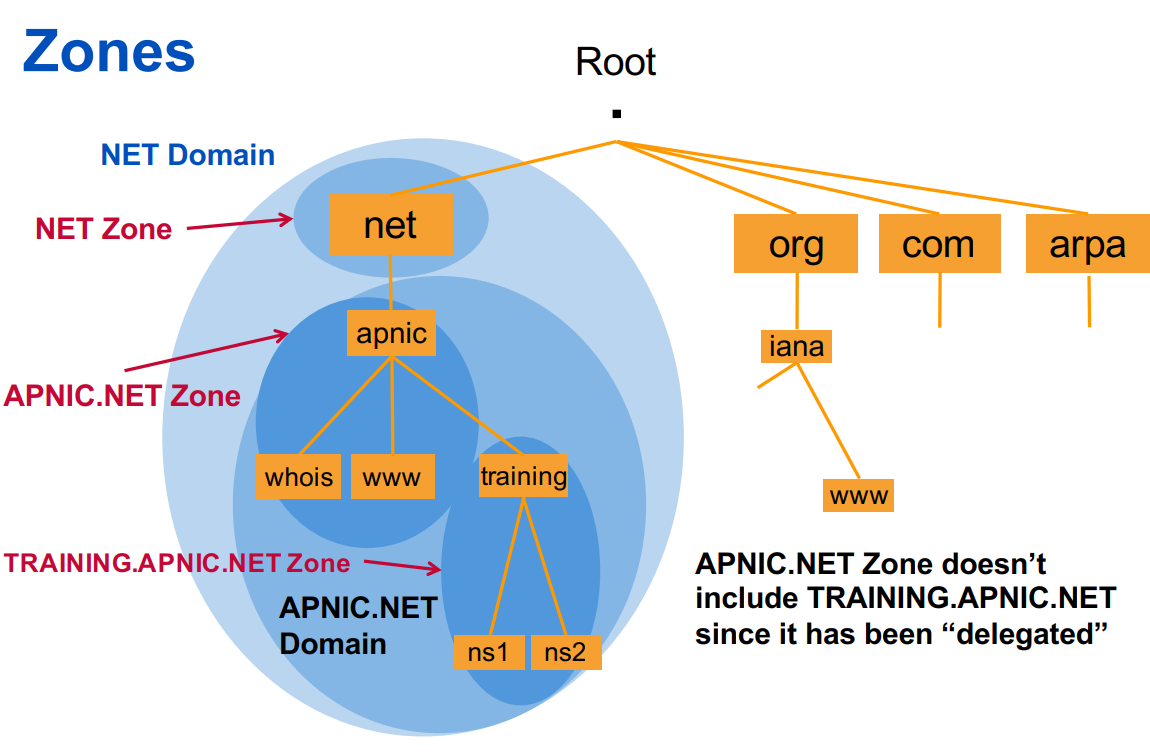 Zones
Root
.
NET Domain
NET Zone
net
org
com
arpa
apnic
iana
APNIC.NET Zone
whois
www
training
www
TRAINING.APNIC.NET Zone
APNIC.NET
Domain
ns1
ns2
APNIC.NET Zone doesn’t
include TRAINING.APNIC.NET
since it has been “delegated”